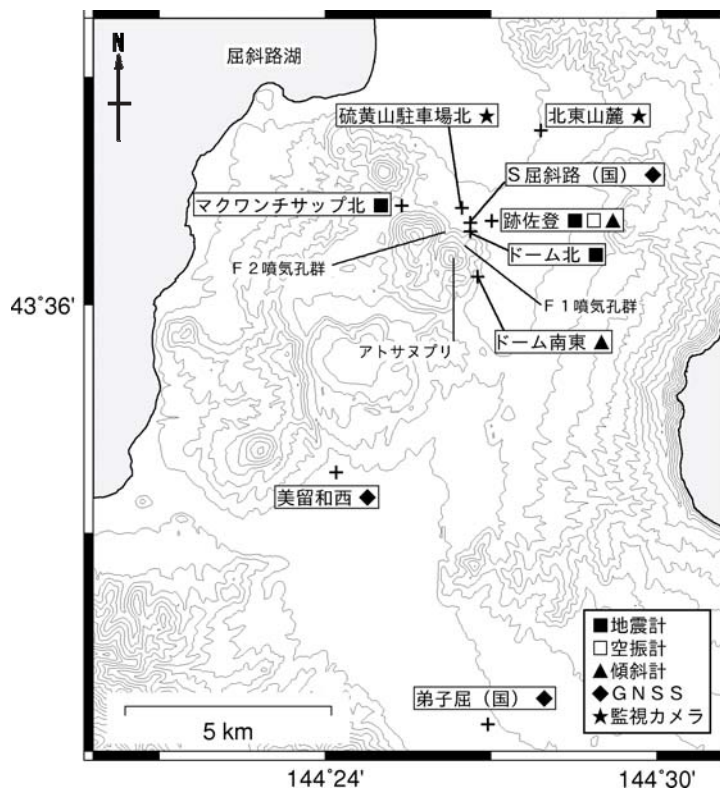 N
屈斜路湖
硫黄山駐車場北 ★
北東山麓 ★
Ｓ屈斜路（国） ◆
マクワンチサップ北 ■
跡佐登 ■ □ ▲
ドーム北 ■
Ｆ２噴気孔群
Ｆ１噴気孔群
43˚36'
アトサヌプリ
ドーム南東 ▲
美留和西 ◆
■地震計
□空振計
▲傾斜計
◆ＧＮＳＳ
★監視カメラ
弟子屈（国） ◆
5 km
144˚24'
144˚30'